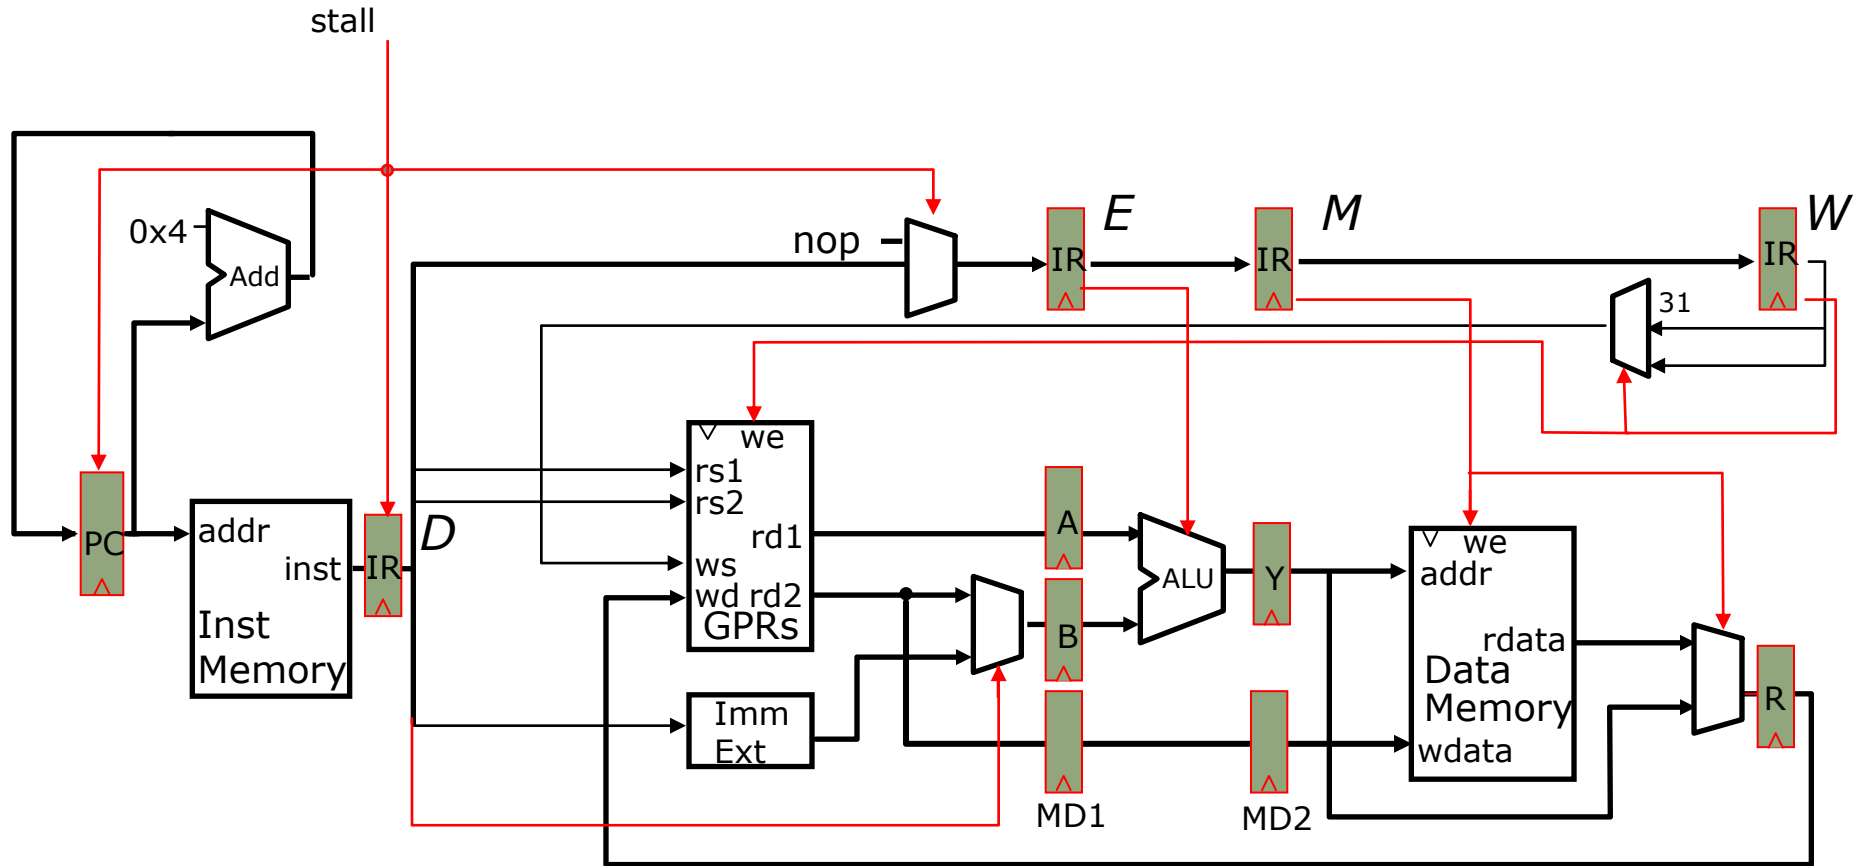 stall
0x4
Add
nop
IR
E
IR
M
IR
W
31
we
rs1
rs2
rd1
ws
wd rd2
GPRs
PC
addr
inst
Inst
Memory
IR
D
A
B
ALU
Y
we
addr
rdata
Data
Memory
wdata
R
Imm
Ext
MD1
MD2